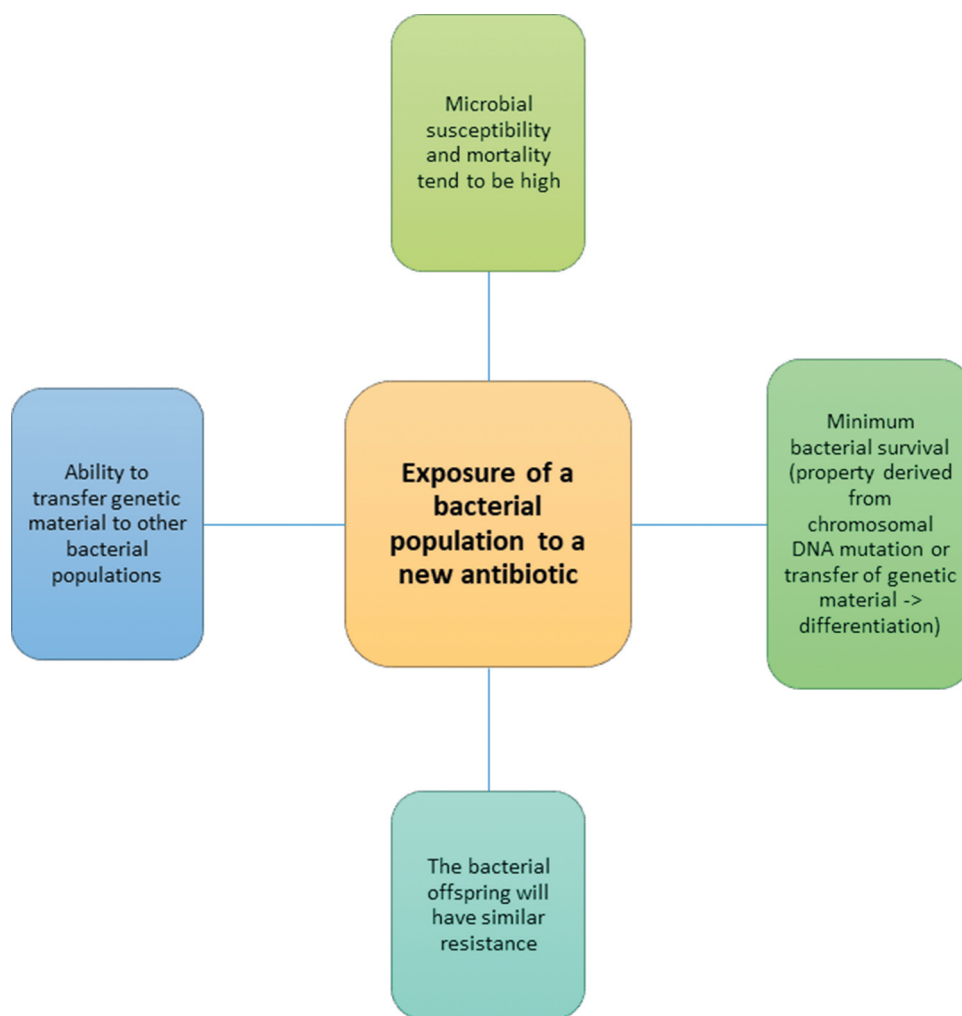 Microbial
susceptibility
and mortality
tend to be high
Ability to
transfer genetic
material to other
bacterial
populations
Exposure of a
bacterial
population to a
new antibiotic
Minimum
bacterial survival
(property derived
from
chromosomal
DNA mutation or
transfer of genetic
material ->
differentiation)
The bacterial
offspring will
have similar
resistance